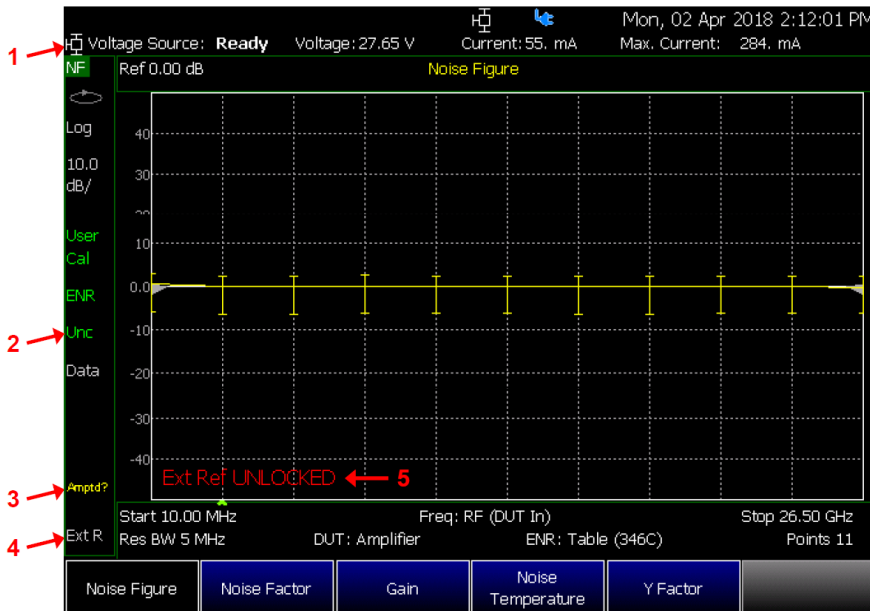 Mon, 02 Apr 2018 2:12:01 PM
1
Voltage Source: Ready Voltage: 27.65 V Current: 55. mA Max. Current: 284. mA
NF
Ref 0.00 dB
Noise Figure
Log
10.0
dB/
User
Cal
ENR
2
Unc
Data
3
Amptd?
4
Ext R
40
30
20
10
0.0
-10
-20
-30
-40
Ext Ref UNLOCKED
5
Start 10.00 MHz Freq: RF (DUT In) Stop 26.50 GHz
Res BW 5 MHz DUT: Amplifier ENR: Table (346C) Points 11
Noise Figure
Noise Factor
Gain
Noise
Temperature
Y Factor